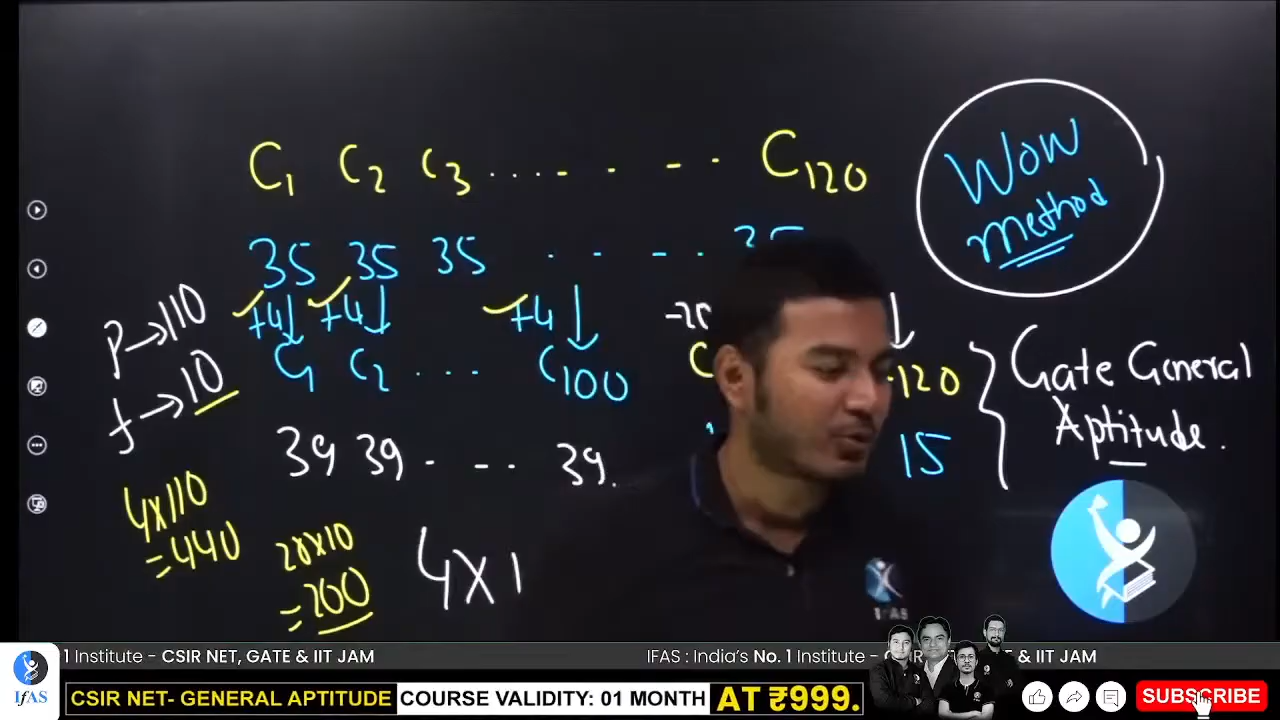 C1 C2 C3 ....- - -- C120
35 35 35 . - -.
+4 +4 +4
P→110
f→10
C1 C2 ... C100
120
39 39 - -- 39.
15
4x110
=440
20x10
=200
4x1
Wow
method
Gate General
Aptitude.
IFAS
1 Institute - CSIR NET, GATE & IIT JAM
IFAS : India's No. 1 Institute -
& IIT JAM
IFAS
CSIR NET- GENERAL APTITUDE
COURSE VALIDITY: 01 MONTH
AT ₹999.
SUBSCRIBE